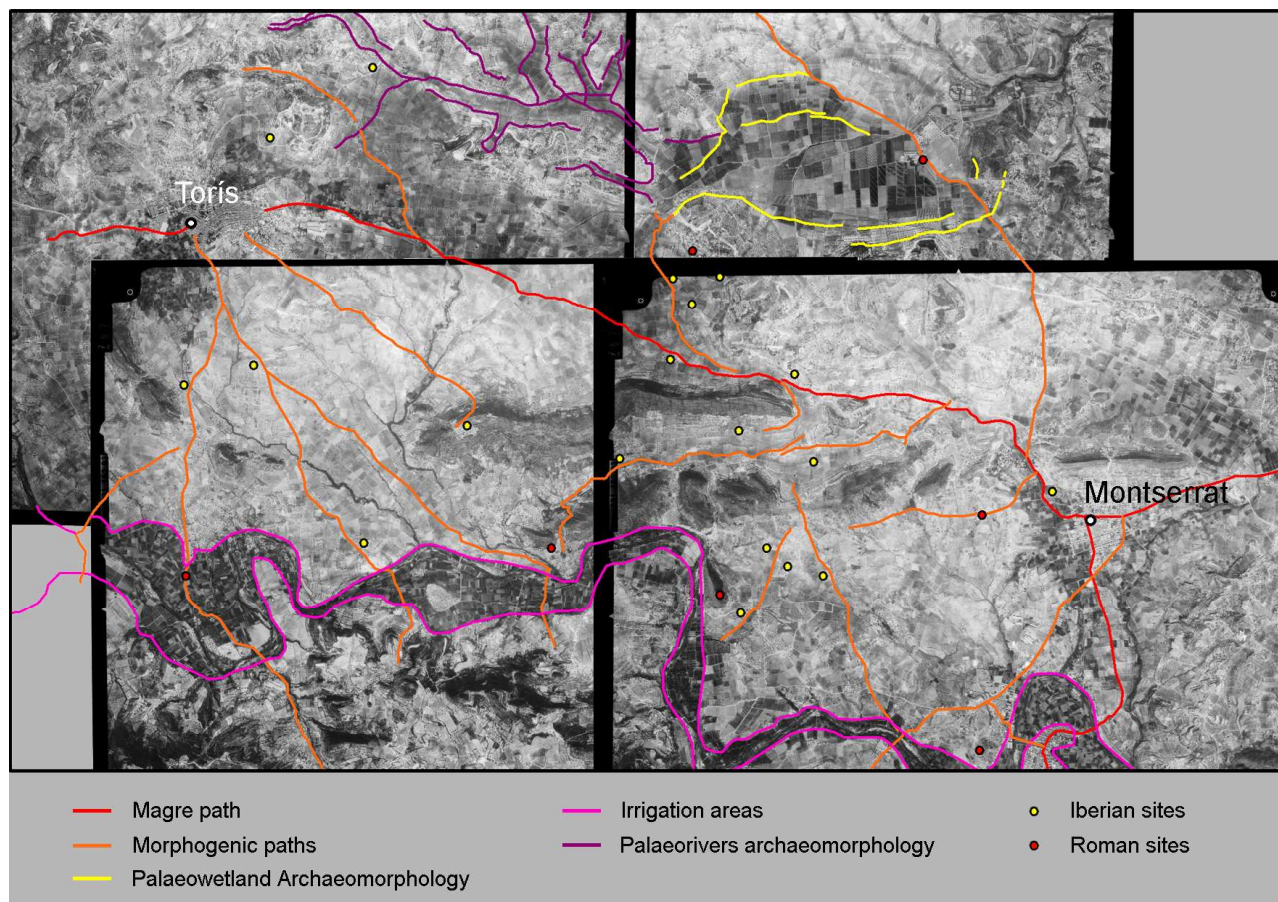 Torís
Montserrat
Magre path
Morphogenic paths
Palaeowetland Archaeomorphology
Irrigation areas
Palaeorivers archaeomorphology
Iberian sites
Roman sites